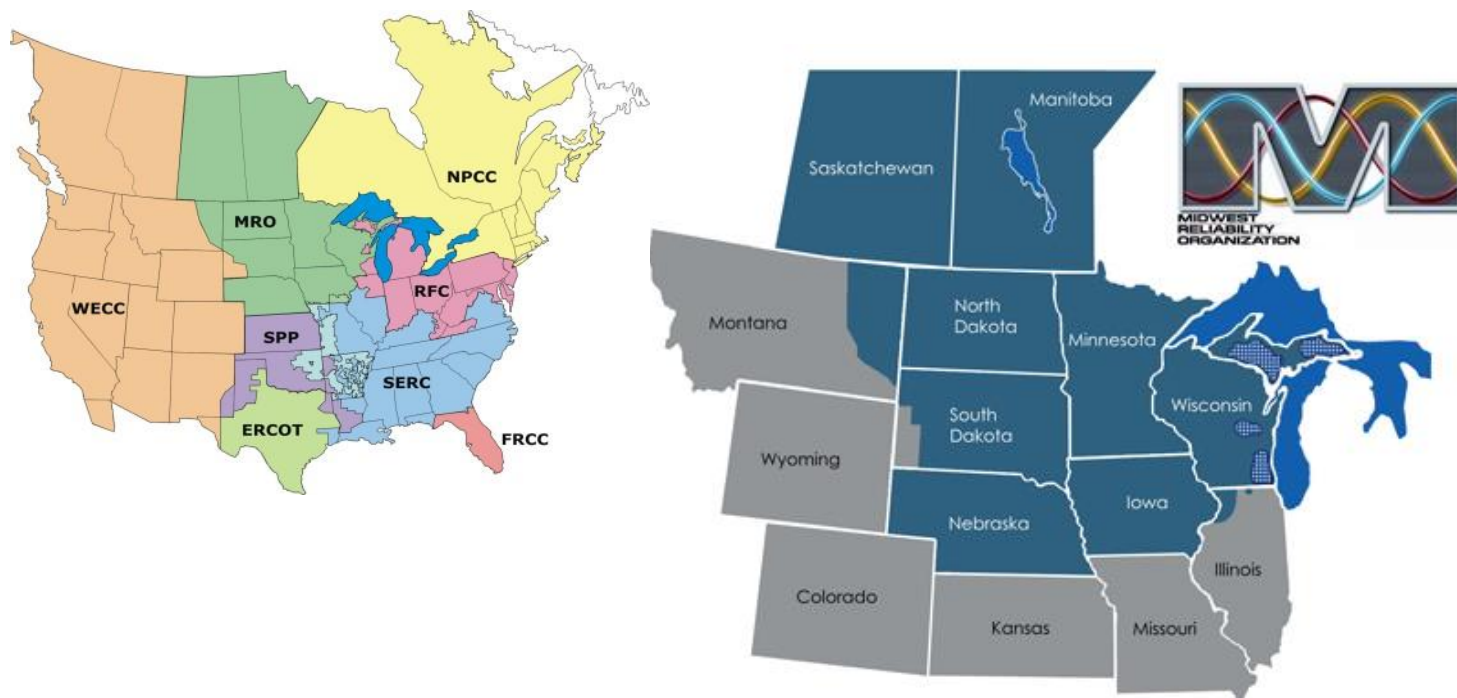 NPCC
MRO
RFC
WECC
SPP
SERC
ERCOT
FRCC
Manitoba
Saskatchewan
MIDWEST
RELIABILITY
ORGANIZATION
North
Dakota
Montana
Minnesota
South
Dakota
Wisconsin
Wyoming
Iowa
Nebraska
Illinois
Colorado
Kansas
Missouri